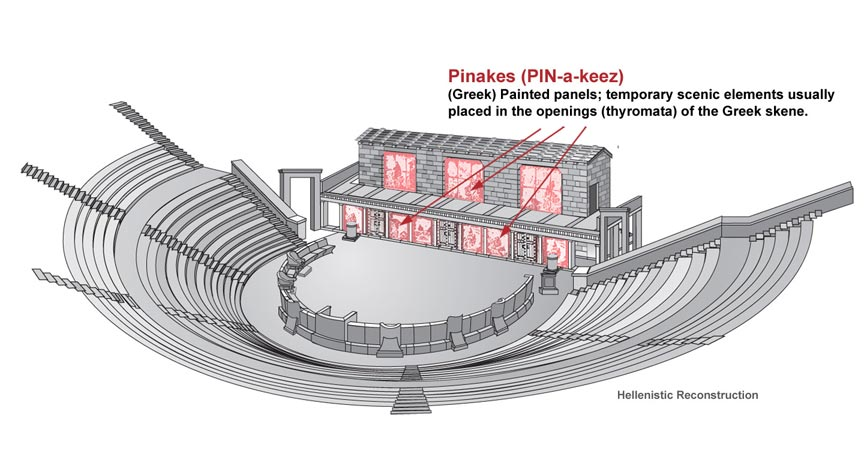 Pinakes (PIN-a-keez)
(Greek) Painted panels; temporary scenic elements usually
placed in the openings (thyromata) of the Greek skene.
Hellenistic Reconstruction